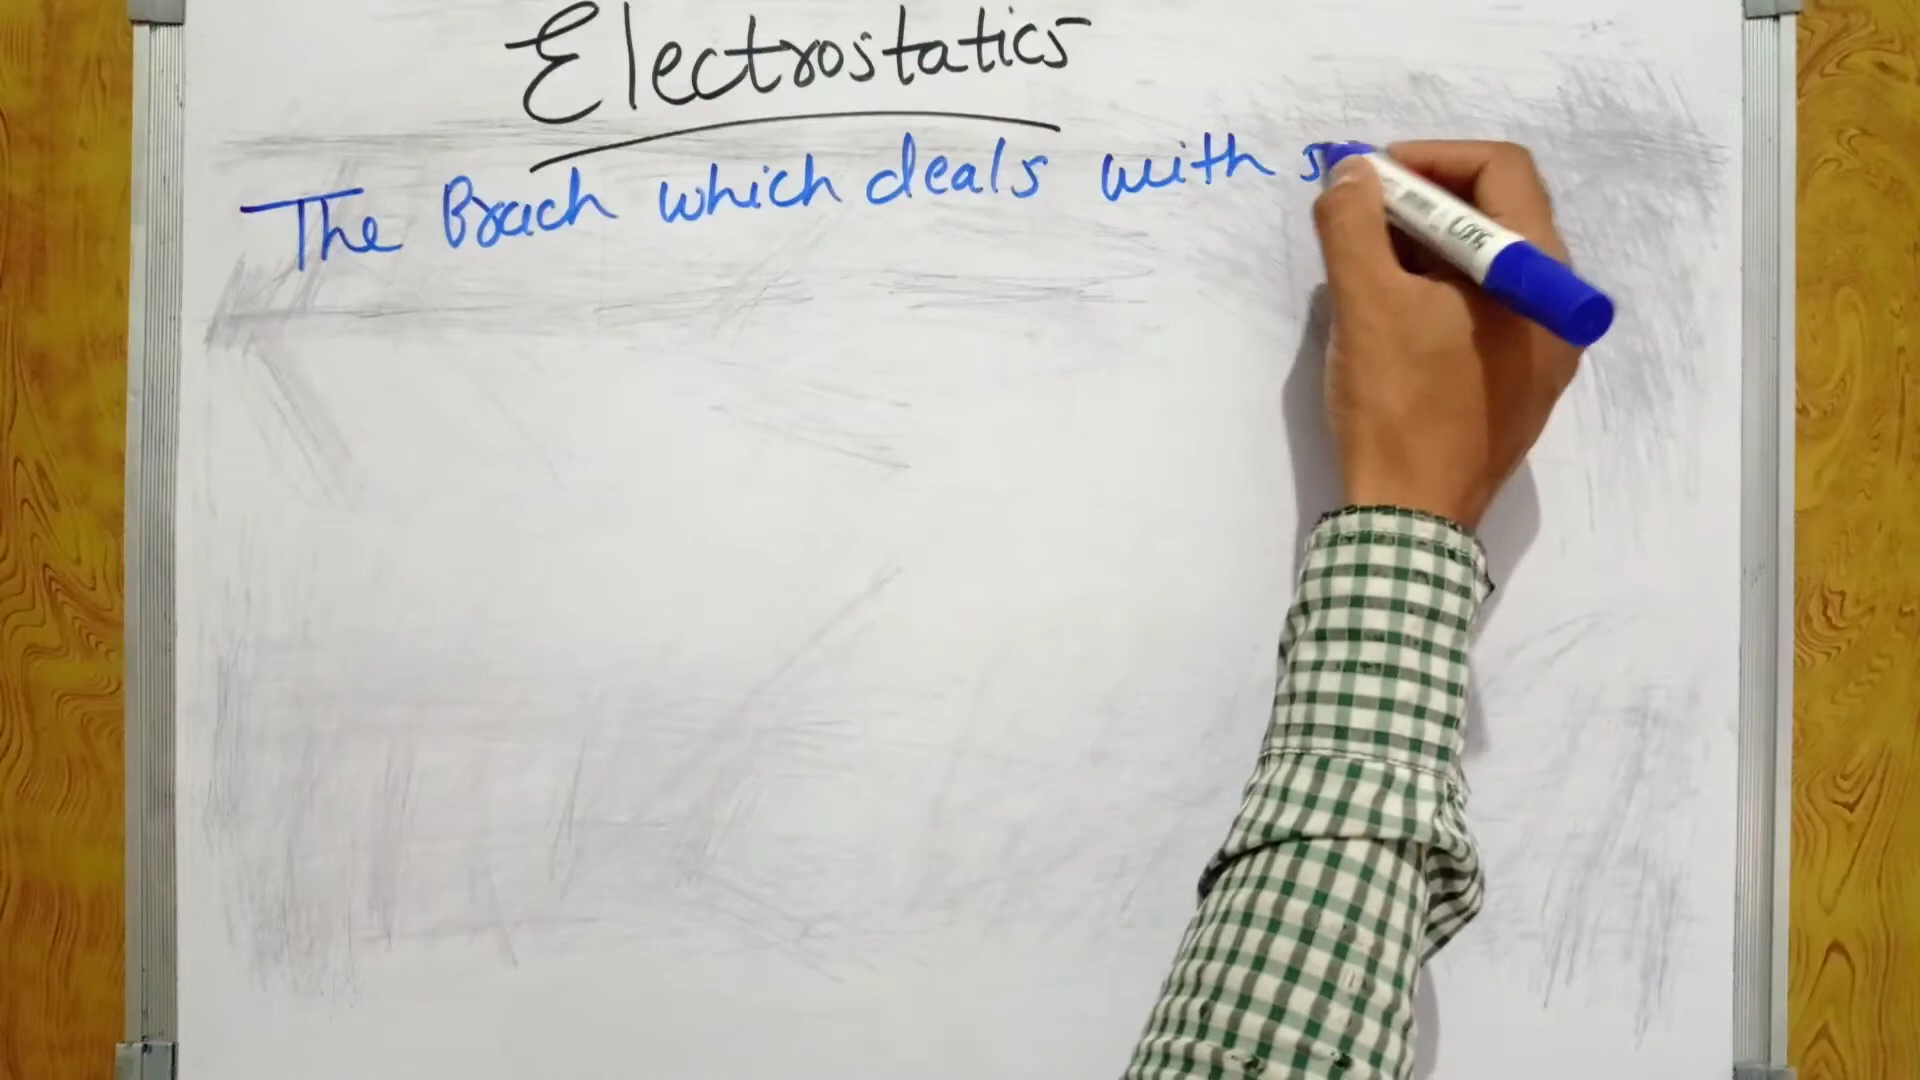 Electrostatics
The Brach which deals with s